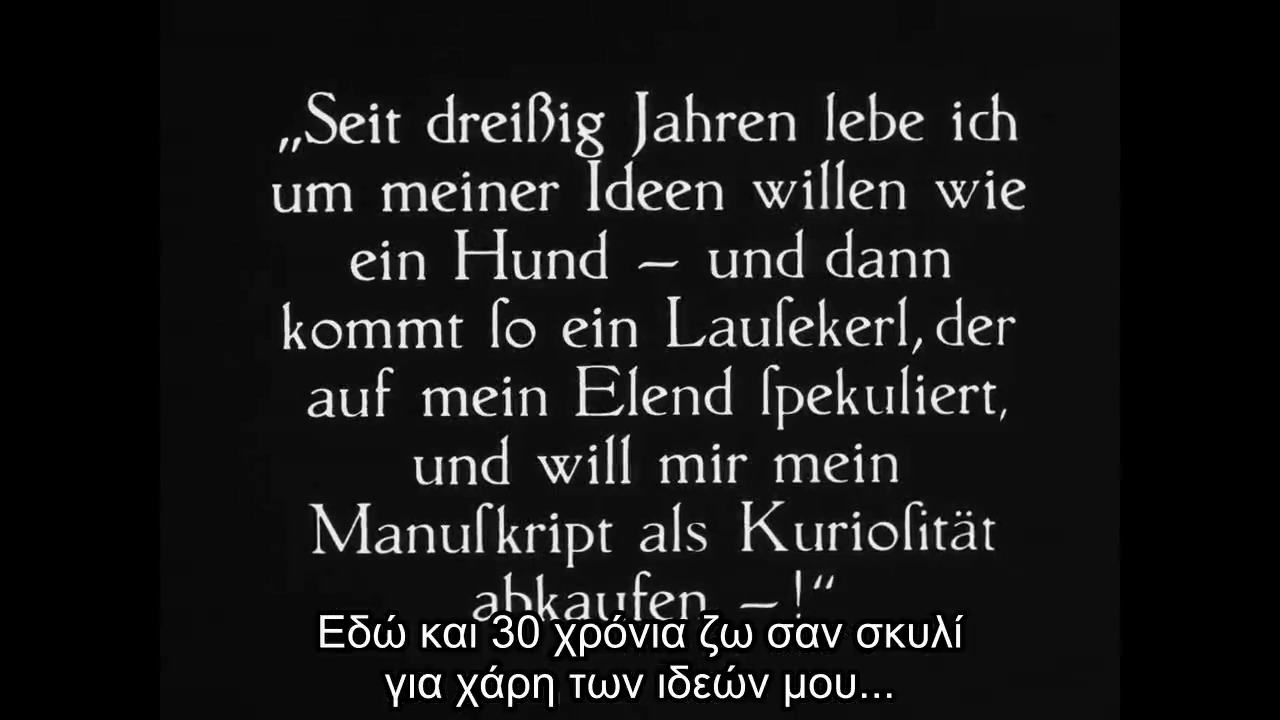 „Seit dreißig Jahren lebe ich
um meiner Ideen willen wie
ein Hund – und dann
kommt ſo ein Lauſekerl, der
auf mein Elend ſpekuliert,
und will mir mein
Manuſkript als Kurioſität
abkaufen – !“
Εδώ και 30 χρόνια ζω σαν σκυλί
για χάρη των ιδεών μου...